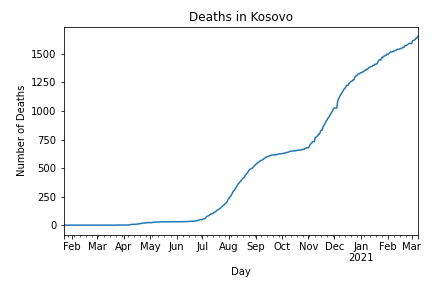 Deaths in Kosovo
Number of Deaths
1500
1250
1000
750
500
250
0
Feb Mar Apr May Jun Jul Aug Sep Oct Nov Dec Jan Feb Mar
2021
Day